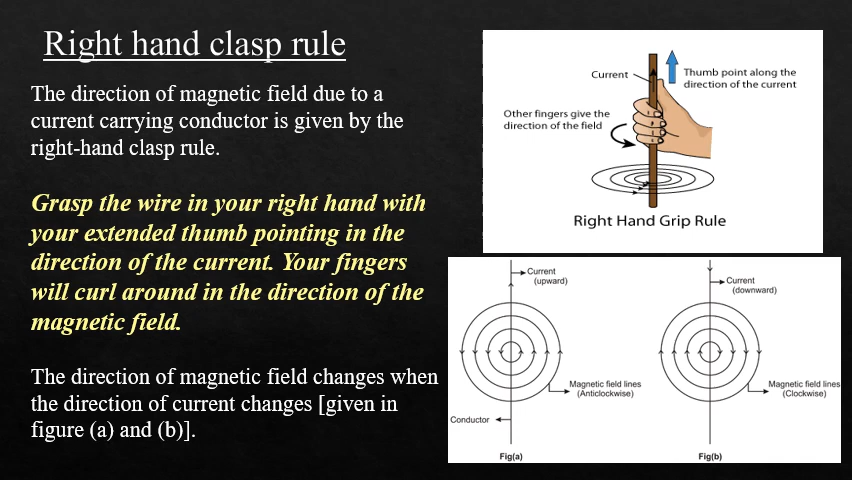 Right hand clasp rule
The direction of magnetic field due to a
current carrying conductor is given by the
right-hand clasp rule.
Grasp the wire in your right hand with
your extended thumb pointing in the
direction of the current. Your fingers
will curl around in the direction of the
magnetic field.
The direction of magnetic field changes when
the direction of current changes [given in
figure (a) and (b)].
Current
Thumb point along the
direction of the current
Other fingers give the
direction of the field
Right Hand Grip Rule
Current
(upward)
Magnetic field lines
(Anticlockwise)
Conductor
Fig(a)
Current
(downward)
Magnetic field lines
(Clockwise)
Fig(b)